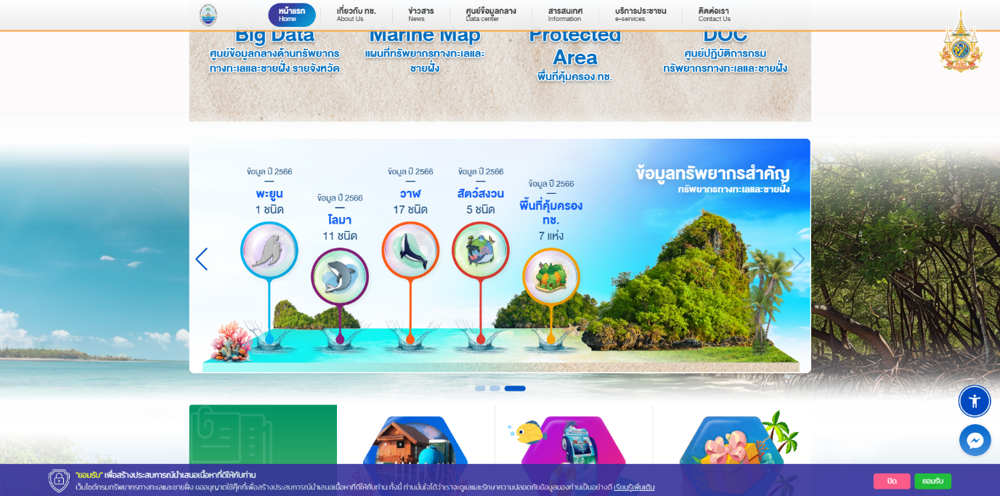 หน้าแรก
Home
เกี่ยวกับ ทช.
About Us
ข่าวสาร
News
ศูนย์ข้อมูลกลาง
Data center
สารสนเทศ
Information
บริการประชาชน
e-services
ติดต่อเรา
Contact Us
Big Data
ศูนย์ข้อมูลกลางด้านทรัพยากร
ทางทะเลและชายฝั่ง รายจังหวัด
Marine Map
แผนที่ทรัพยากรทางทะเลและ
ชายฝั่ง
Protected
Area
พื้นที่คุ้มครอง ทช.
DOC
ศูนย์ปฏิบัติการกรม
ทรัพยากรทางทะเลและชายฝั่ง
ข้อมูลทรัพยากรสำคัญ
ทรัพยากรทางทะเลและชายฝั่ง
ข้อมูล ปี 2566
พะยูน
1 ชนิด
ข้อมูล ปี 2566
โลมา
11 ชนิด
ข้อมูล ปี 2566
วาฬ
17 ชนิด
ข้อมูล ปี 2566
สัตว์สงวน
5 ชนิด
ข้อมูล ปี 2566
พื้นที่คุ้มครอง
ทช.
7 แห่ง
"ยอมรับ" เพื่อสร้างประสบการณ์นำเสนอเนื้อหาที่ดีให้กับท่าน
เว็บไซต์กรมทรัพยากรทางทะเลและชายฝั่ง ขออนุญาตใช้คุ๊กกี้เพื่อสร้างประสบการณ์นำเสนอเนื้อหาที่ดีให้กับท่าน ทั้งนี้ ท่านมั่นใจได้ว่าเราจะดูแลและรักษาความปลอดภัยข้อมูลของท่านเป็นอย่างดี เรียนรู้เพิ่มเติม
ปิด
ยอมรับ